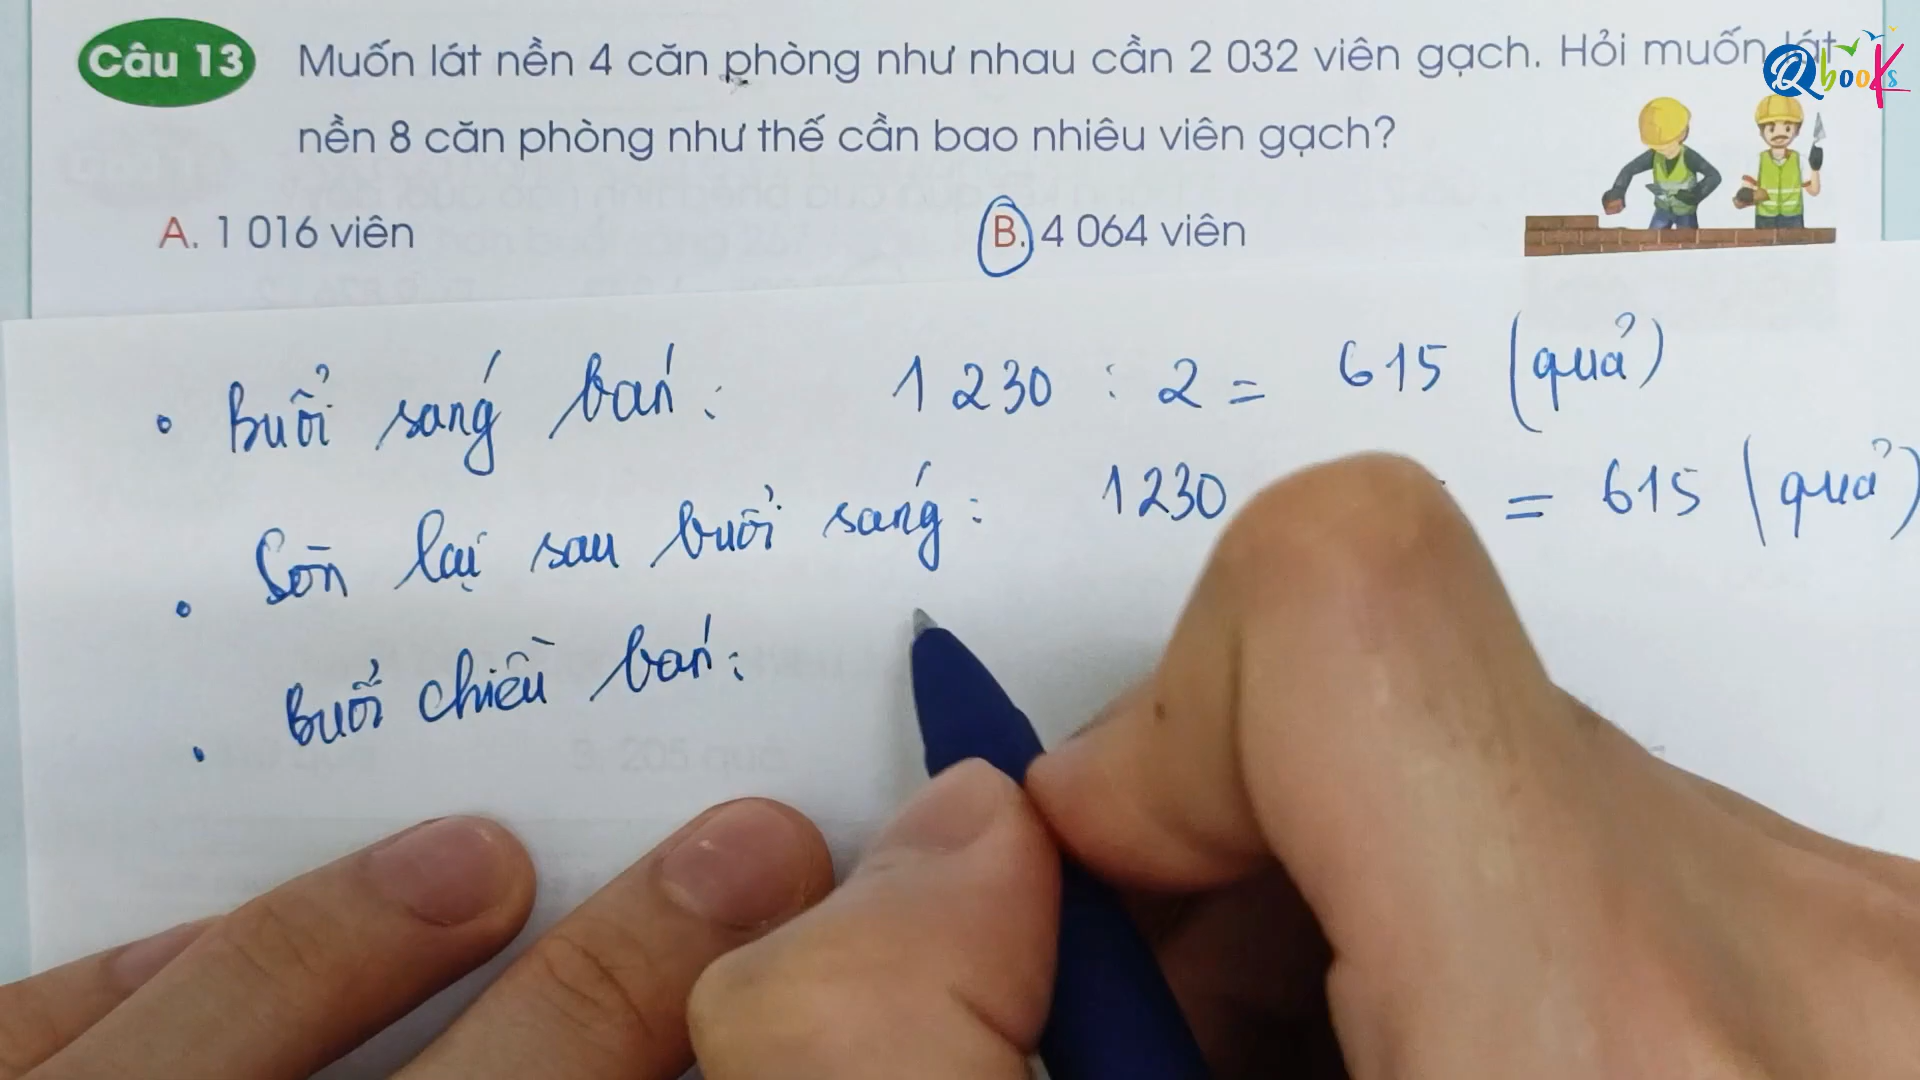 Câu 13 Muốn lát nền 4 căn phòng như nhau cần 2 032 viên gạch. Hỏi muốn lát
Qbooks
nền 8 căn phòng như thế cần bao nhiêu viên gạch?
A. 1 016 viên B. 4 064 viên
• Buổi sáng bán: 1 230 : 2 = 615 (quả)
• Còn lại sau buổi sáng: 1230 = 615 (quả)
• Buổi chiều bán:
205 quả